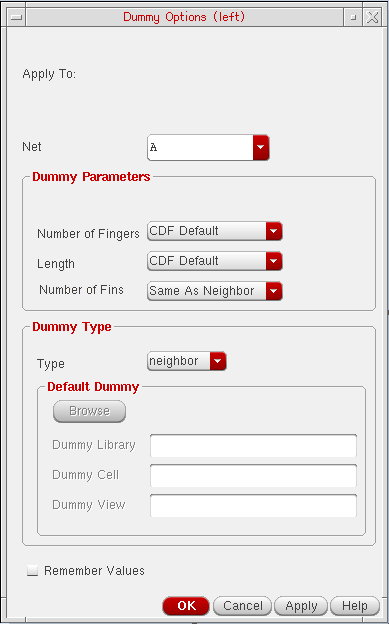 Dummy Options (left)
Apply To:
Net A
Dummy Parameters
Number of Fingers CDF Default
Length CDF Default
Number of Fins Same As Neighbor
Dummy Type
Type neighbor
Default Dummy
Browse
Dummy Library
Dummy Cell
Dummy View
Remember Values
OK Cancel Apply Help